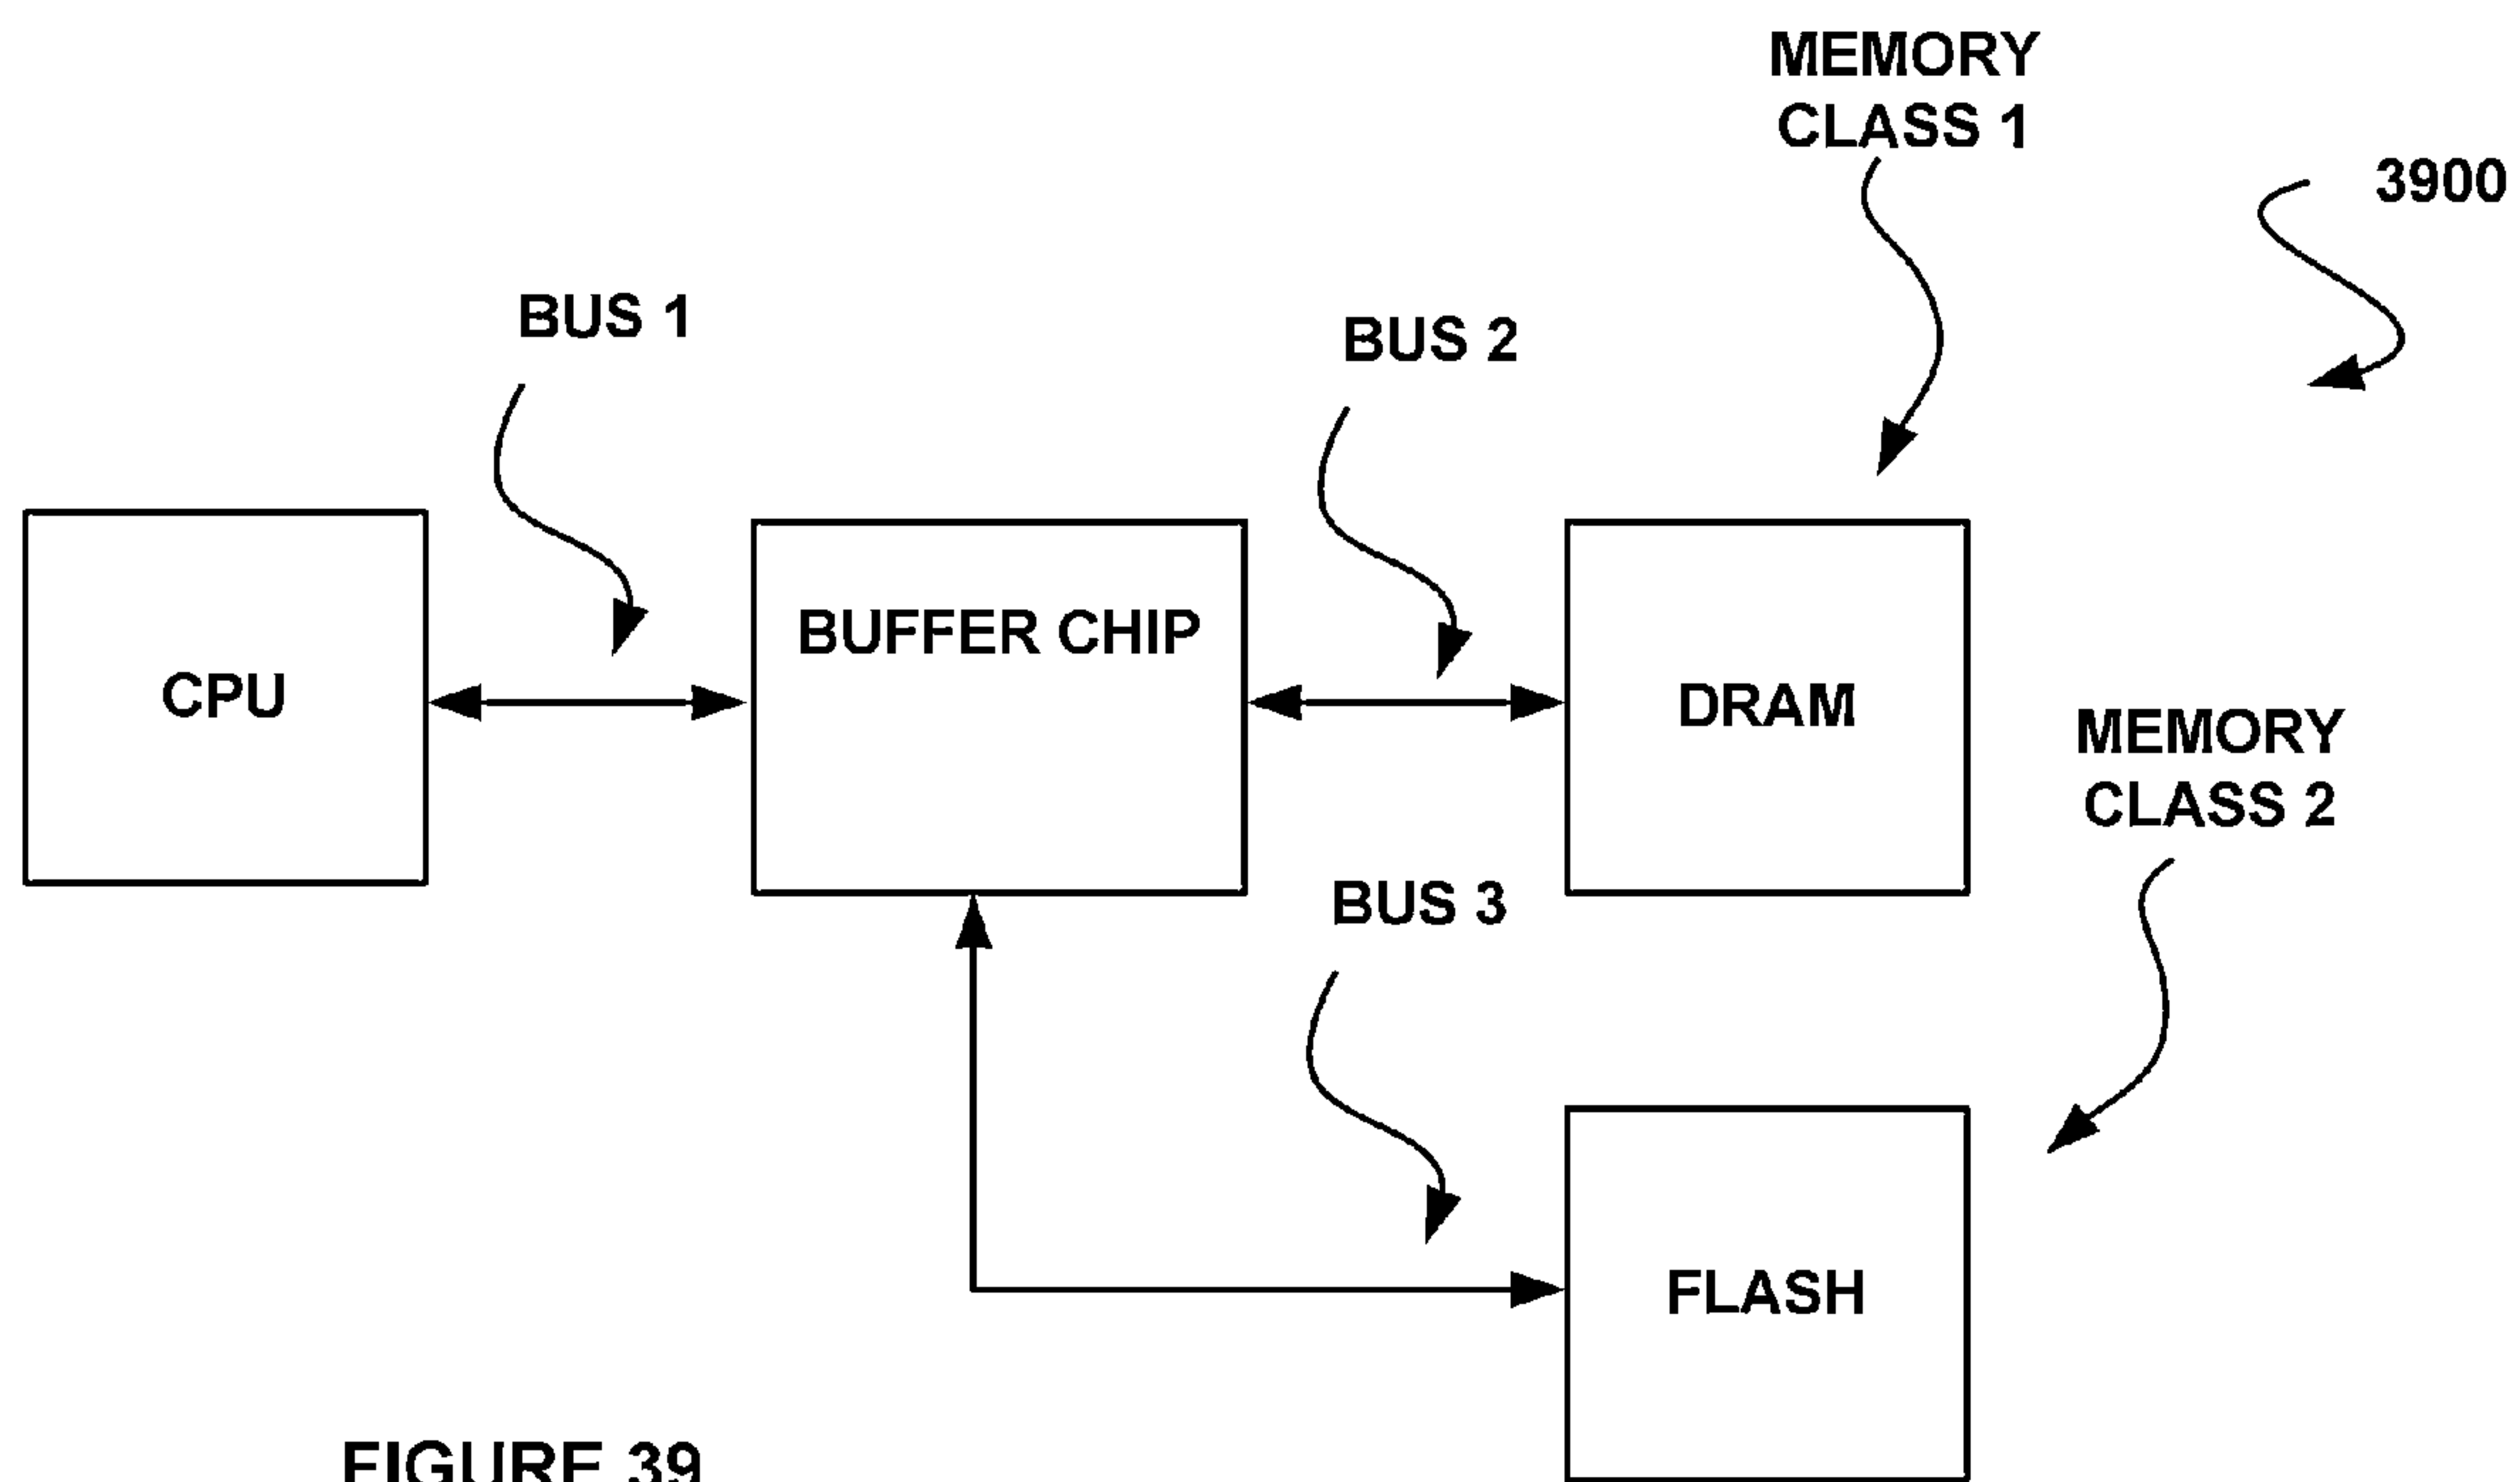 MEMORY
CLASS 1
3900
BUS 1
BUS 2
CPU
BUFFER CHIP
DRAM
MEMORY
CLASS 2
BUS 3
FLASH
FIGURE 39